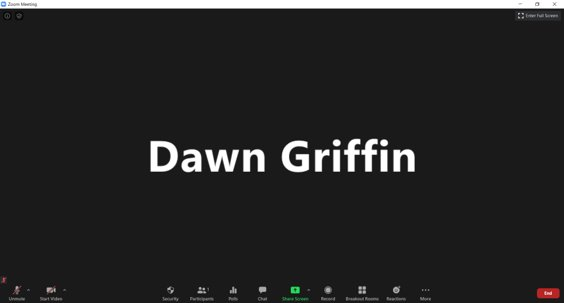 Zoom Meeting
Enter Full Screen
Dawn Griffin
Unmute
Start Video
Security
Participants
1
Polls
Chat
Share Screen
Record
Breakout Rooms
Reactions
More
End